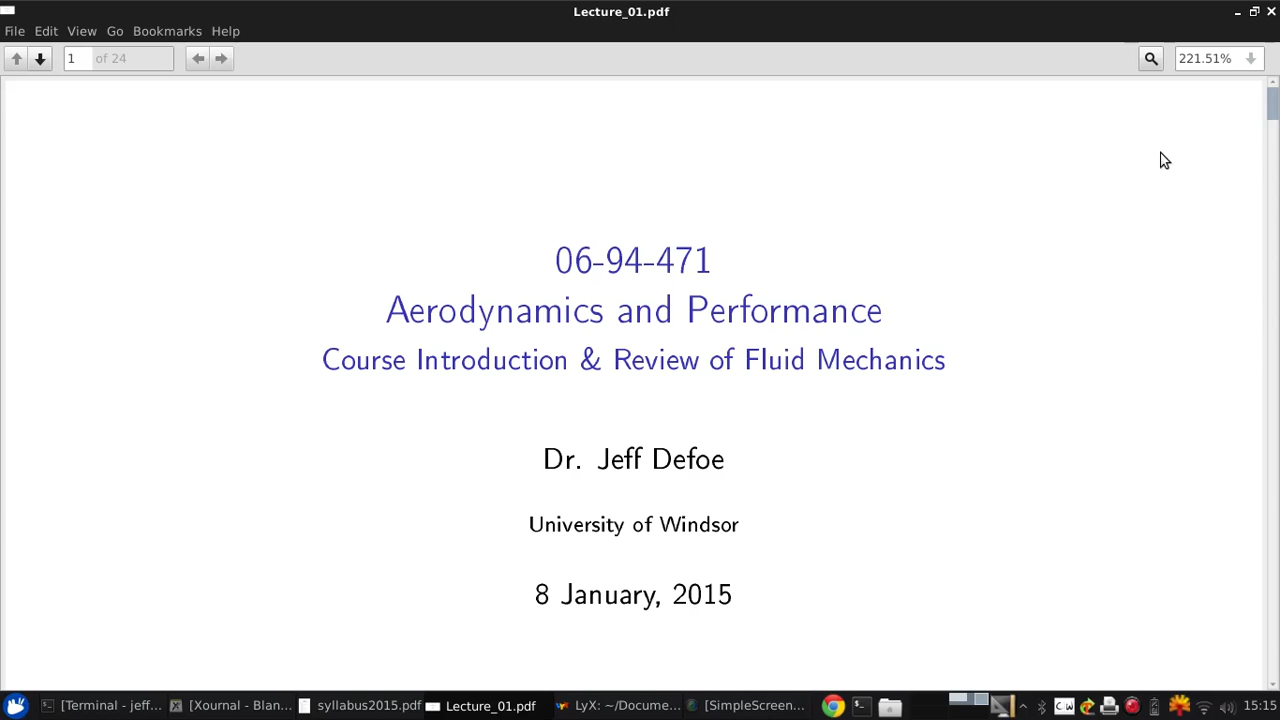 Lecture_01.pdf
File Edit View Go Bookmarks Help
1 of 24
221.51%
06-94-471
Aerodynamics and Performance
Course Introduction & Review of Fluid Mechanics
Dr. Jeff Defoe
University of Windsor
8 January, 2015
[Terminal - jeff... [Xournal - Blan... syllabus2015.pdf Lecture_01.pdf LyX: ~/Docume... [SimpleScreen... CW 15:15